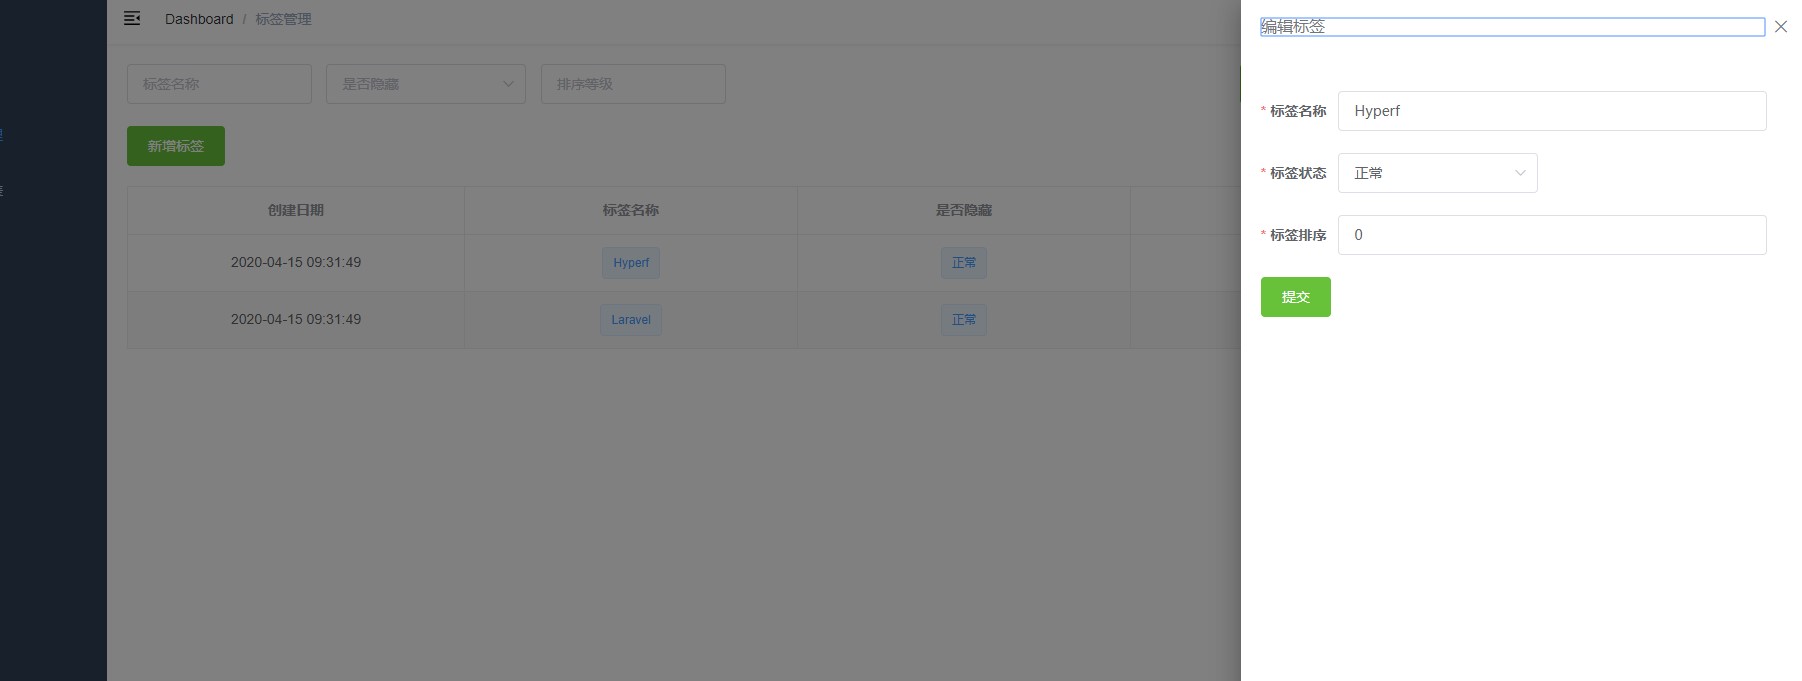 Dashboard / 标签管理
标签名称 是否隐藏 排序等级
新增标签
创建日期 标签名称 是否隐藏
2020-04-15 09:31:49 Hyperf 正常
2020-04-15 09:31:49 Laravel 正常
编辑标签
* 标签名称 Hyperf
* 标签状态 正常
* 标签排序 0
提交